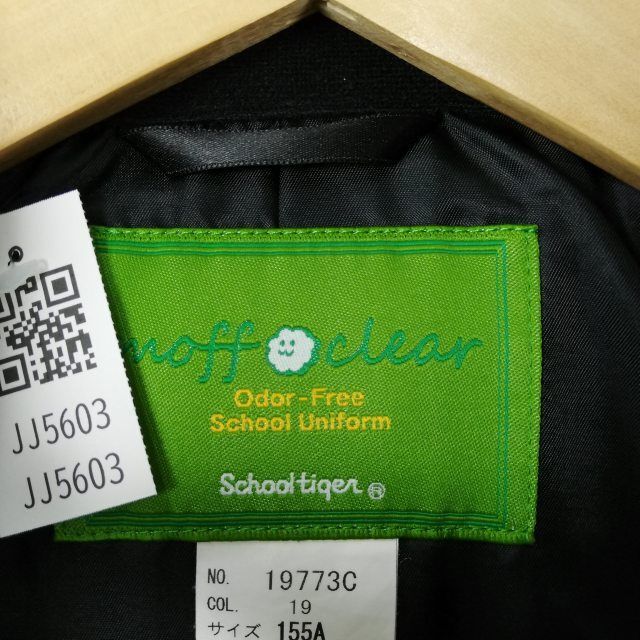 JJ5603
JJ5603
moff clear
Odor-Free
School Uniform
Schooltiger®
NO. 19773C
COL. 19
サイズ 155A